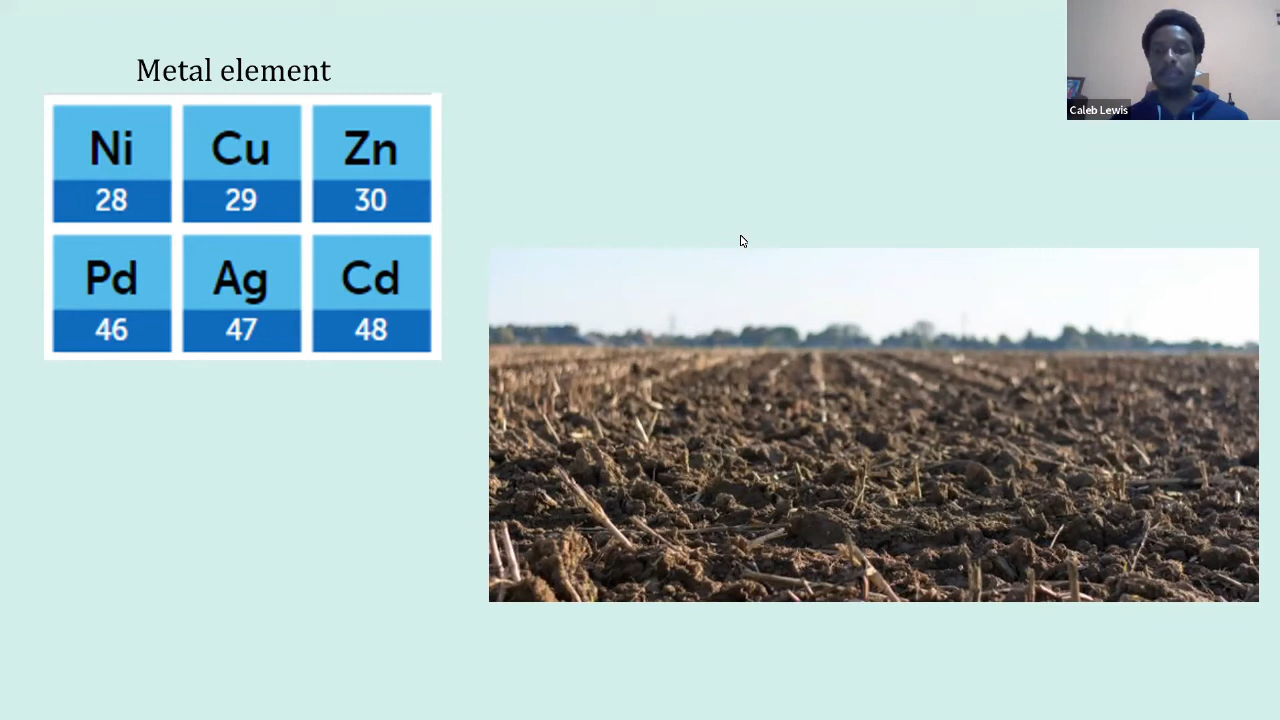 Metal element
Ni Cu Zn
28 29 30
Pd Ag Cd
46 47 48
Caleb Lewis